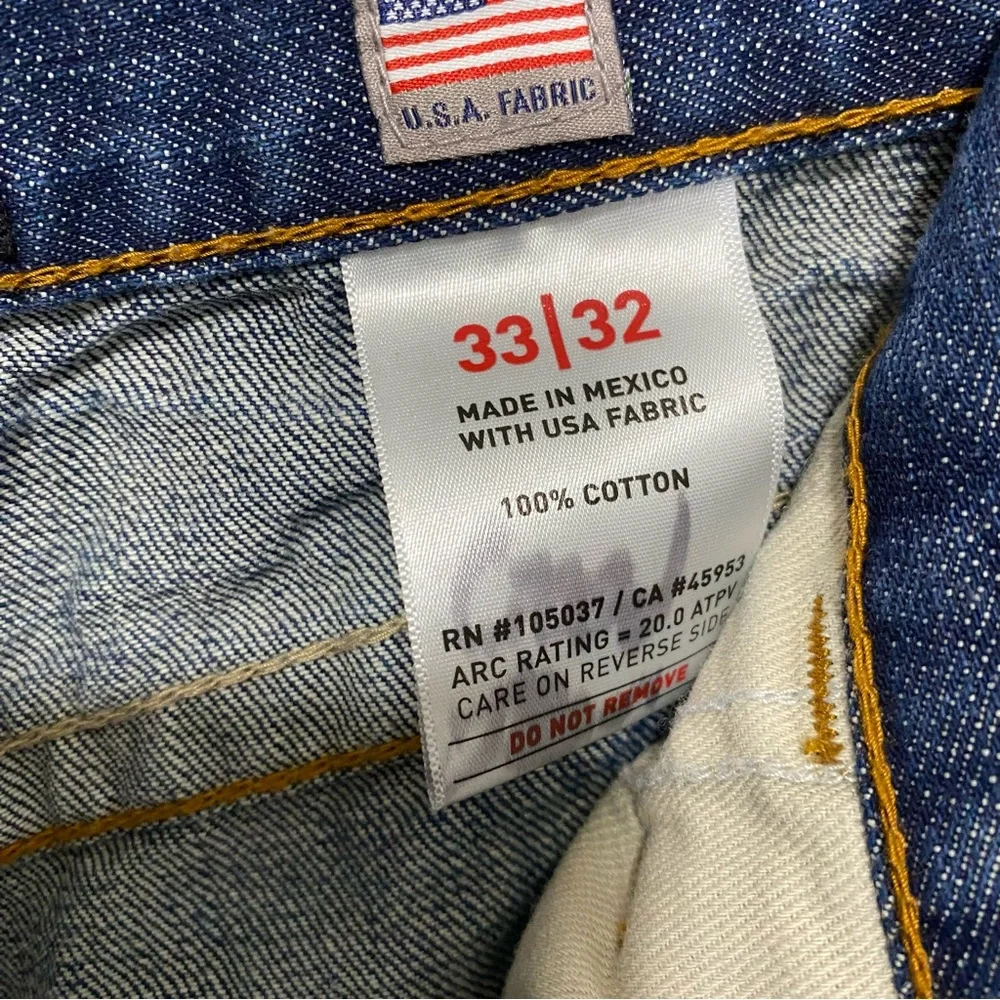 U.S.A. FABRIC
33|32
MADE IN MEXICO
WITH USA FABRIC
100% COTTON
RN #105037 / CA #45953
ARC RATING = 20.0 ATPV
CARE ON REVERSE SIDE
DO NOT REMOVE